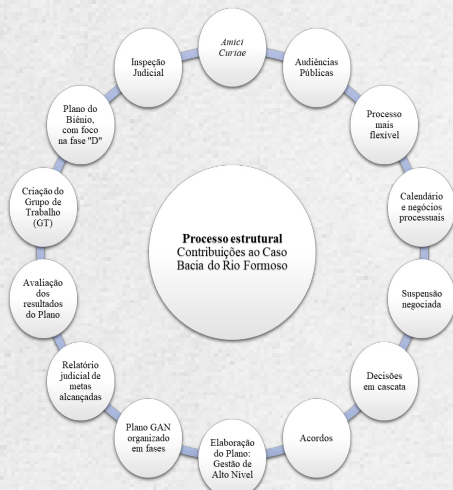 Amici
Curiae
Audiências
Públicas
Processo
mais
flexível
Calendário
e negócios
processuais
Suspensão
negociada
Decisões
em cascata
Acordos
Elaboração
do Plano:
Gestão de
Alto Nível
Plano GAN
organizado
em fases
Relatório
judicial de
metas
alcançadas
Avaliação
dos
resultados
do Plano
Criação do
Grupo de
Trabalho
(GT)
Plano do
Biênio,
com foco
na fase "D"
Inspeção
Judicial
Processo estrutural
Contribuições ao Caso
Bacia do Rio Formoso